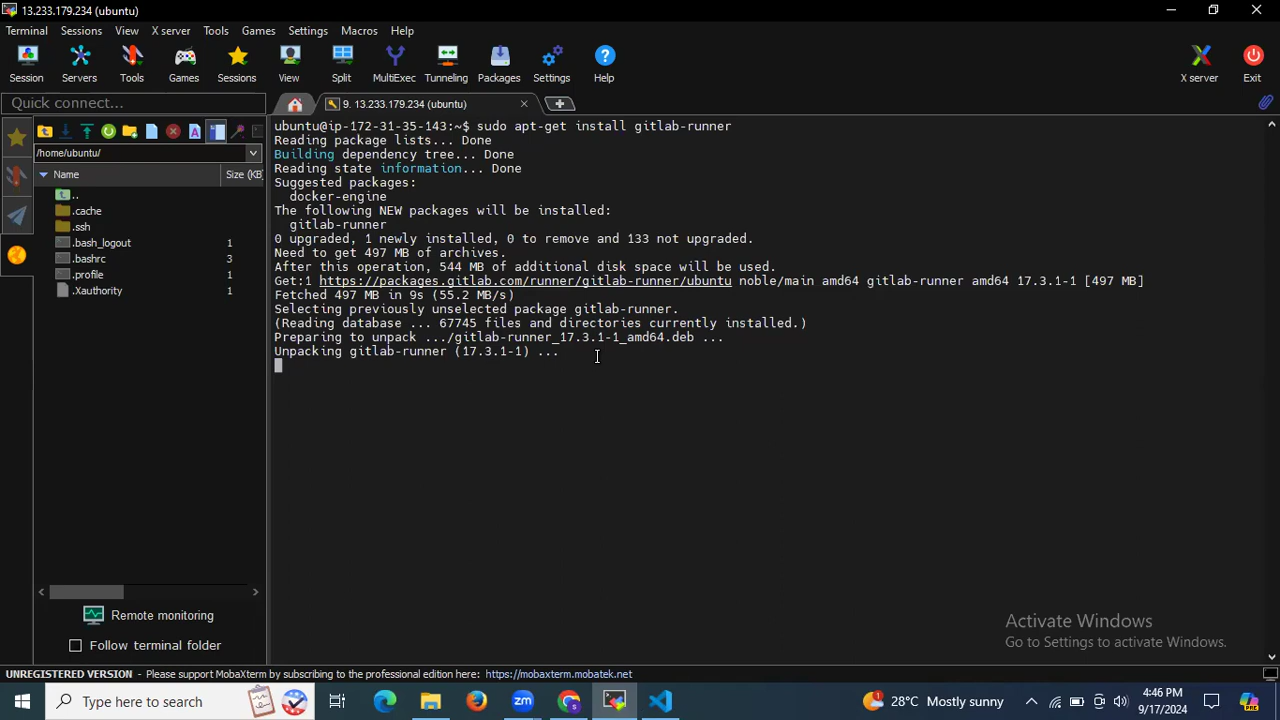 13.233.179.234 (ubuntu)
Terminal Sessions View X server Tools Games Settings Macros Help
Session Servers Tools Games Sessions View Split MultiExec Tunneling Packages Settings Help X server Exit
Quick connect...
9. 13.233.179.234 (ubuntu)
/home/ubuntu/
Name Size (KB)
..
.cache
.ssh
.bash_logout 1
.bashrc 3
.profile 1
.Xauthority 1
Remote monitoring
Follow terminal folder
ubuntu@ip-172-31-35-143:~$ sudo apt-get install gitlab-runner
Reading package lists... Done
Building dependency tree... Done
Reading state information... Done
Suggested packages:
docker-engine
The following NEW packages will be installed:
gitlab-runner
0 upgraded, 1 newly installed, 0 to remove and 133 not upgraded.
Need to get 497 MB of archives.
After this operation, 544 MB of additional disk space will be used.
Get:1 https://packages.gitlab.com/runner/gitlab-runner/ubuntu noble/main amd64 gitlab-runner amd64 17.3.1-1 [497 MB]
Fetched 497 MB in 9s (55.2 MB/s)
Selecting previously unselected package gitlab-runner.
(Reading database ... 67745 files and directories currently installed.)
Preparing to unpack .../gitlab-runner_17.3.1-1_amd64.deb ...
Unpacking gitlab-runner (17.3.1-1) ...
Activate Windows
Go to Settings to activate Windows.
UNREGISTERED VERSION - Please support MobaXterm by subscribing to the professional edition here: https://mobaxterm.mobatek.net
Type here to search
28°C Mostly sunny
4:46 PM
9/17/2024